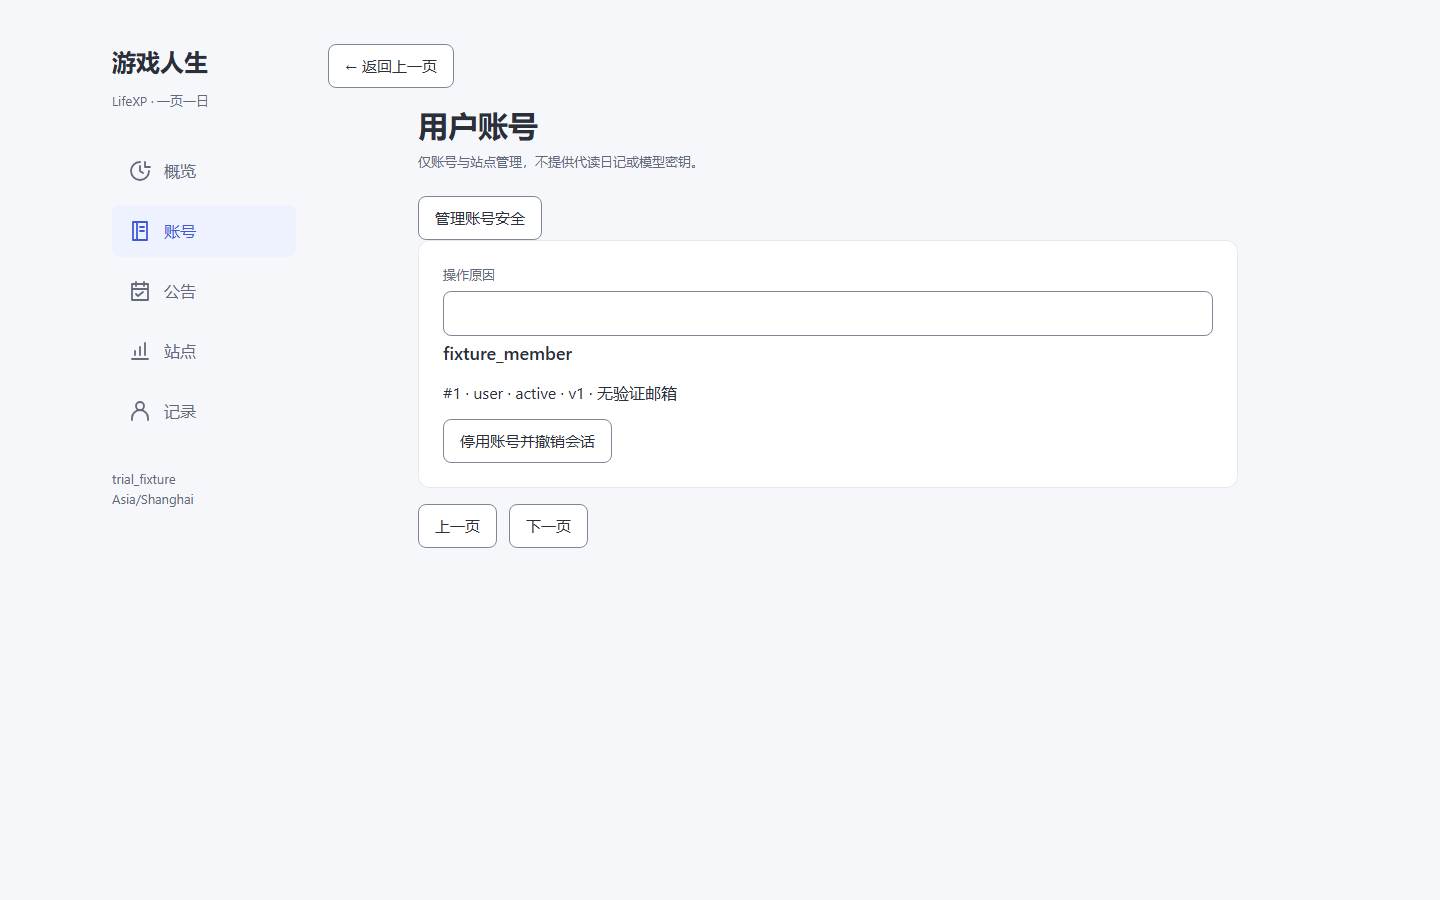 游戏人生
LifeXP · 一页一日
概览
账号
公告
站点
记录
trial_fixture
Asia/Shanghai
← 返回上一页
用户账号
仅账号与站点管理，不提供代读日记或模型密钥。
管理账号安全
操作原因
fixture_member
#1 · user · active · v1 · 无验证邮箱
停用账号并撤销会话
上一页
下一页